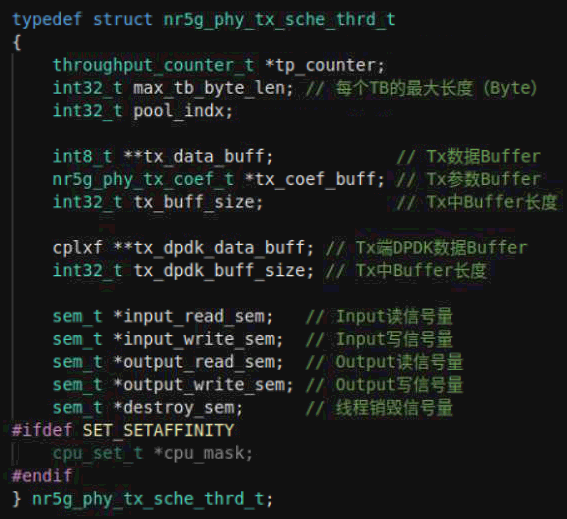 typedef struct nr5g_phy_tx_sche_thrd_t
{
    throughput_counter_t *tp_counter;
    int32_t max_tb_byte_len; // 每个TB的最大长度（Byte）
    int32_t pool_indx;

    int8_t **tx_data_buff;            // Tx数据Buffer
    nr5g_phy_tx_coef_t *tx_coef_buff; // Tx参数Buffer
    int32_t tx_buff_size;             // Tx中Buffer长度

    cplxf **tx_dpdk_data_buff; // Tx端DPDK数据Buffer
    int32_t tx_dpdk_buff_size; // Tx中Buffer长度

    sem_t *input_read_sem;   // Input读信号量
    sem_t *input_write_sem;  // Input写信号量
    sem_t *output_read_sem;  // Output读信号量
    sem_t *output_write_sem; // Output写信号量
    sem_t *destroy_sem;      // 线程销毁信号量
#ifdef SET_SETAFFINITY
    cpu_set_t *cpu_mask;
#endif
} nr5g_phy_tx_sche_thrd_t;